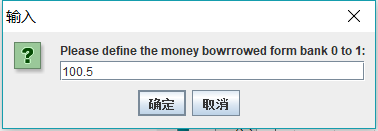 输入
Please define the money bowrrowed form bank 0 to 1:
100.5
确定 取消